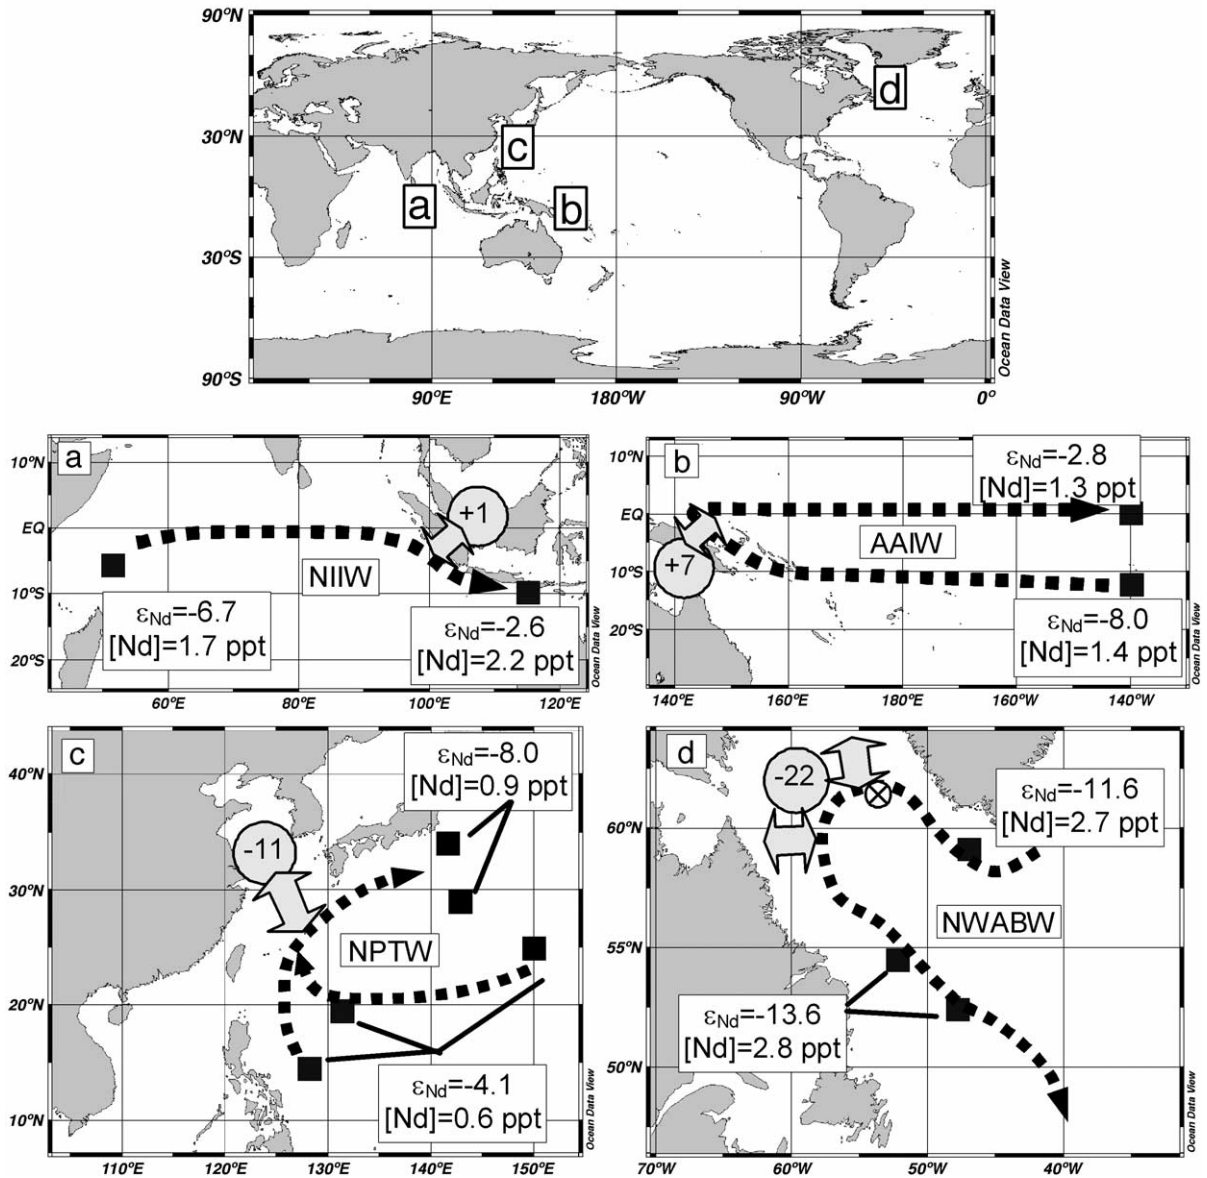 90°N
30°N
30°S
90°S
90°E
180°W
90°W
0°
a
b
c
d
Ocean Data View
a
10°N
EQ
10°S
20°S
60°E
80°E
100°E
120°E
+1
NIIW
εNd=-6.7
[Nd]=1.7 ppt
εNd=-2.6
[Nd]=2.2 ppt
Ocean Data View
b
10°N
EQ
10°S
20°S
140°E
160°E
180°W
160°W
140°W
εNd=-2.8
[Nd]=1.3 ppt
AAIW
+7
εNd=-8.0
[Nd]=1.4 ppt
Ocean Data View
c
40°N
30°N
20°N
10°N
110°E
120°E
130°E
140°E
150°E
εNd=-8.0
[Nd]=0.9 ppt
-11
NPTW
εNd=-4.1
[Nd]=0.6 ppt
Ocean Data View
d
60°N
55°N
50°N
70°W
60°W
50°W
40°W
-22
εNd=-11.6
[Nd]=2.7 ppt
NWABW
εNd=-13.6
[Nd]=2.8 ppt
Ocean Data View